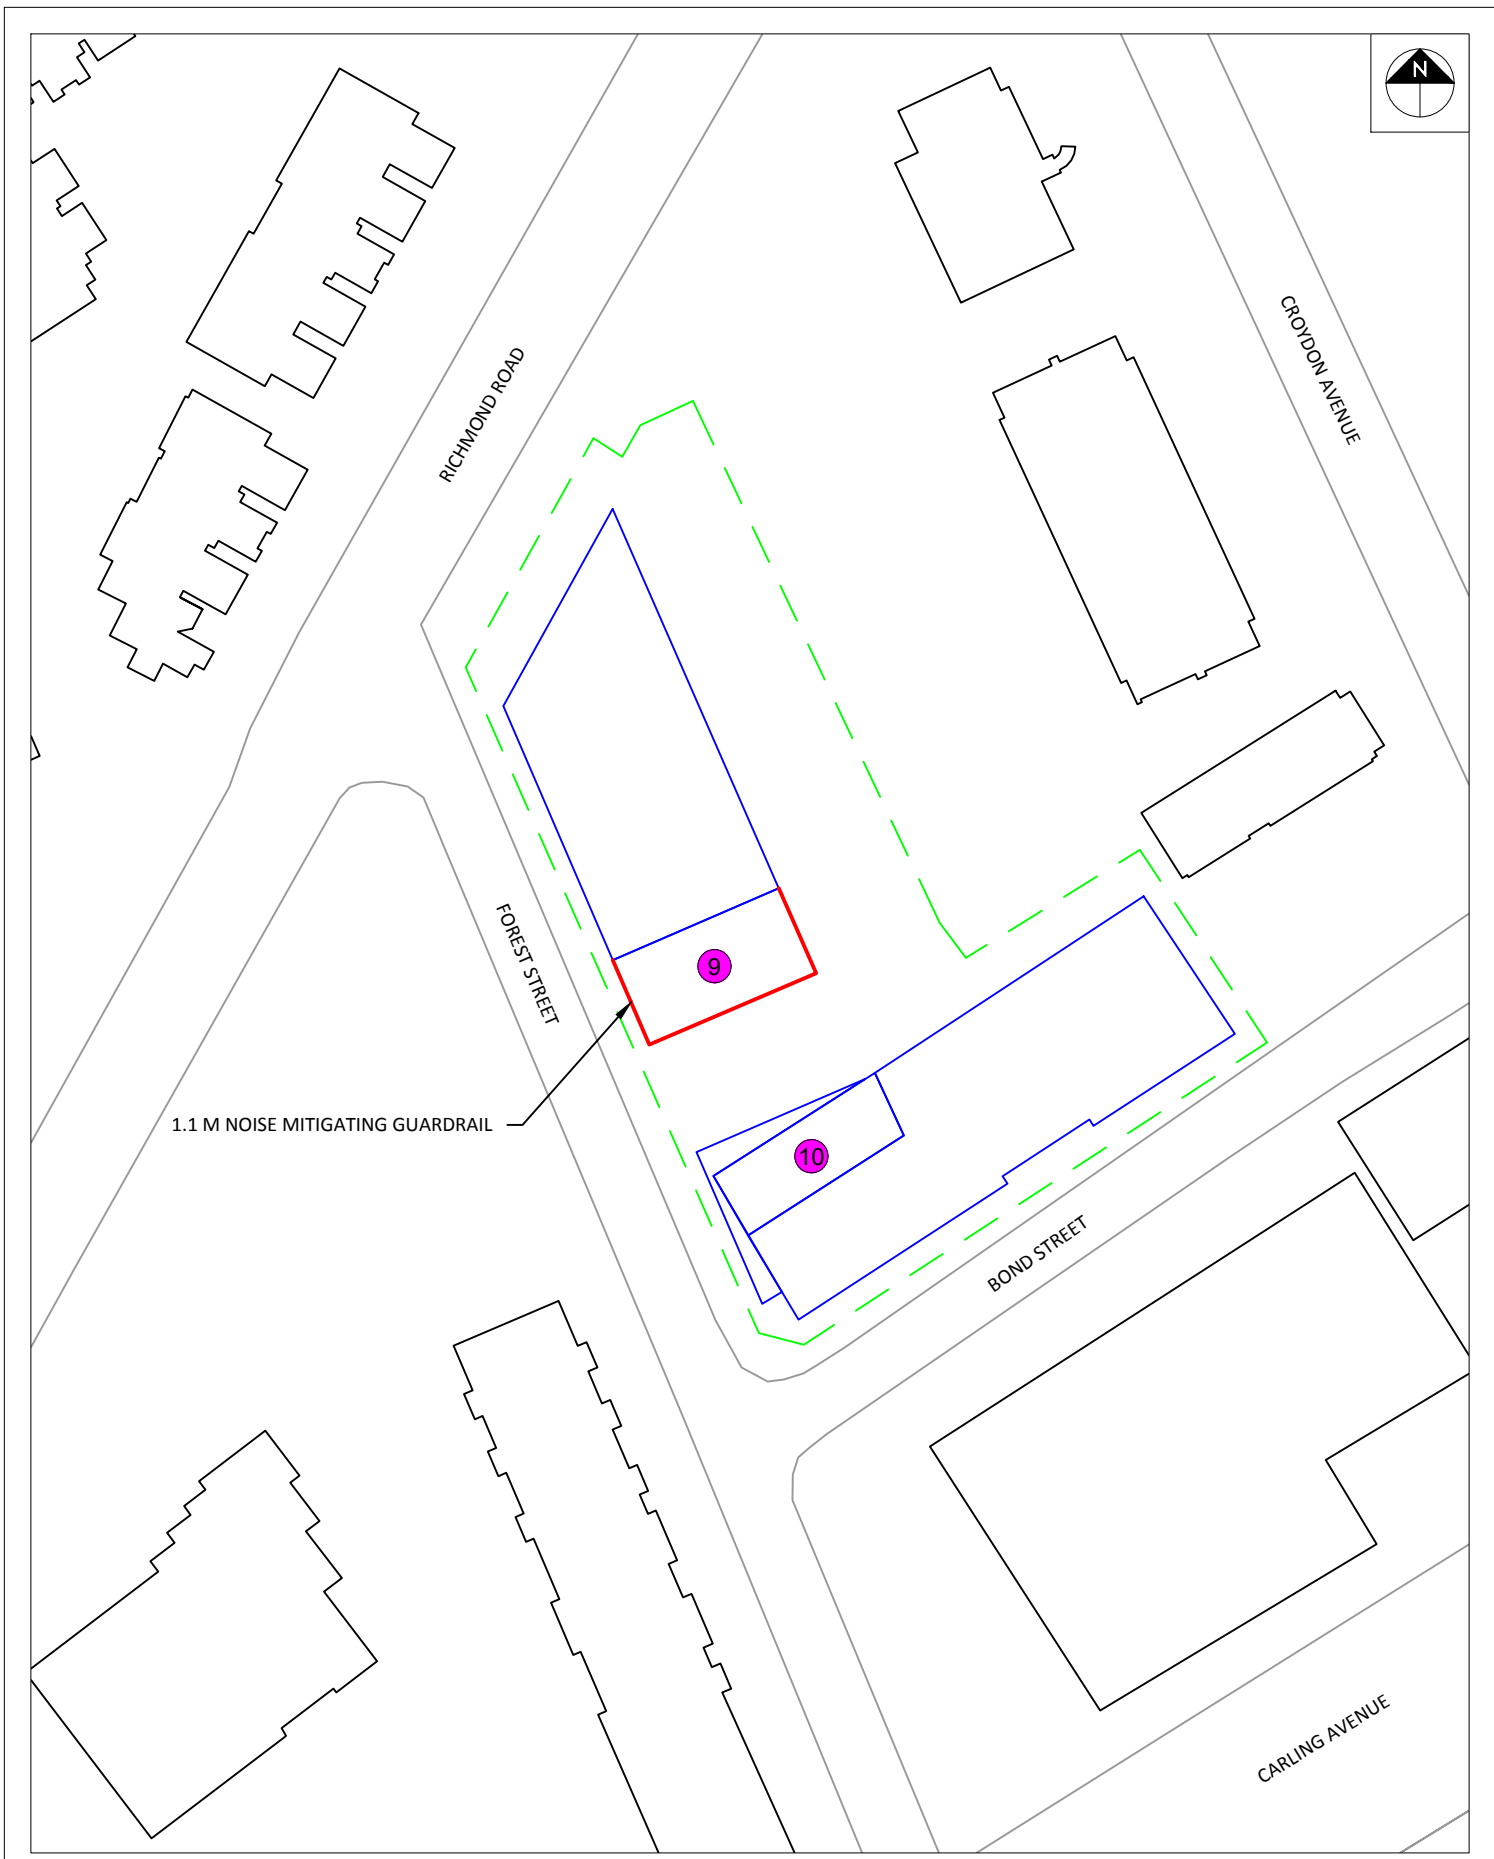 N
CROYDON AVENUE
RICHMOND ROAD
FOREST STREET
9
1.1 M NOISE MITIGATING GUARDRAIL
10
BOND STREET
CARLING AVENUE